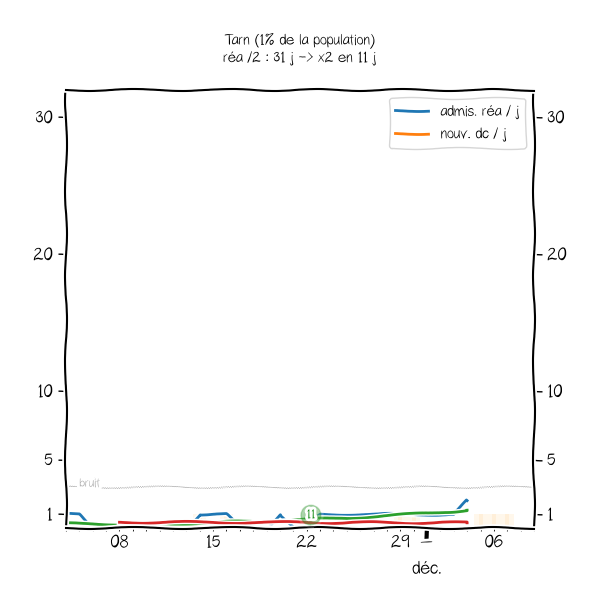 Tarn (1% de la population)
réa /2 : 31 j -> x2 en 11 j
admis. réa / j
nouv. dc / j
30
30
20
20
10
10
5
5
bruit
11
1
1
08
15
22
29
06
déc.